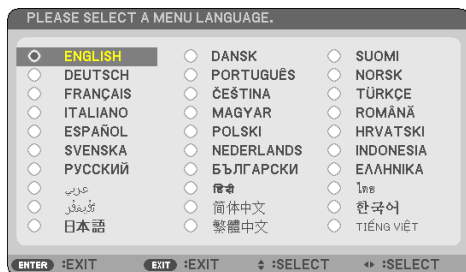 PLEASE SELECT A MENU LANGUAGE.
ENGLISH DANSK SUOMI
DEUTSCH PORTUGUÊS NORSK
FRANÇAIS ČEŠTINA TÜRKÇE
ITALIANO MAGYAR ROMÂNĂ
ESPAÑOL POLSKI HRVATSKI
SVENSKA NEDERLANDS INDONESIA
РУССКИЙ БЪЛГАРСКИ ΕΛΛΗΝΙΚΑ
عربي हिन्दी ไทย
简体中文 한국어
日本語 繁體中文 TIẾNG VIỆT
ENTER :EXIT EXIT :EXIT :SELECT :SELECT